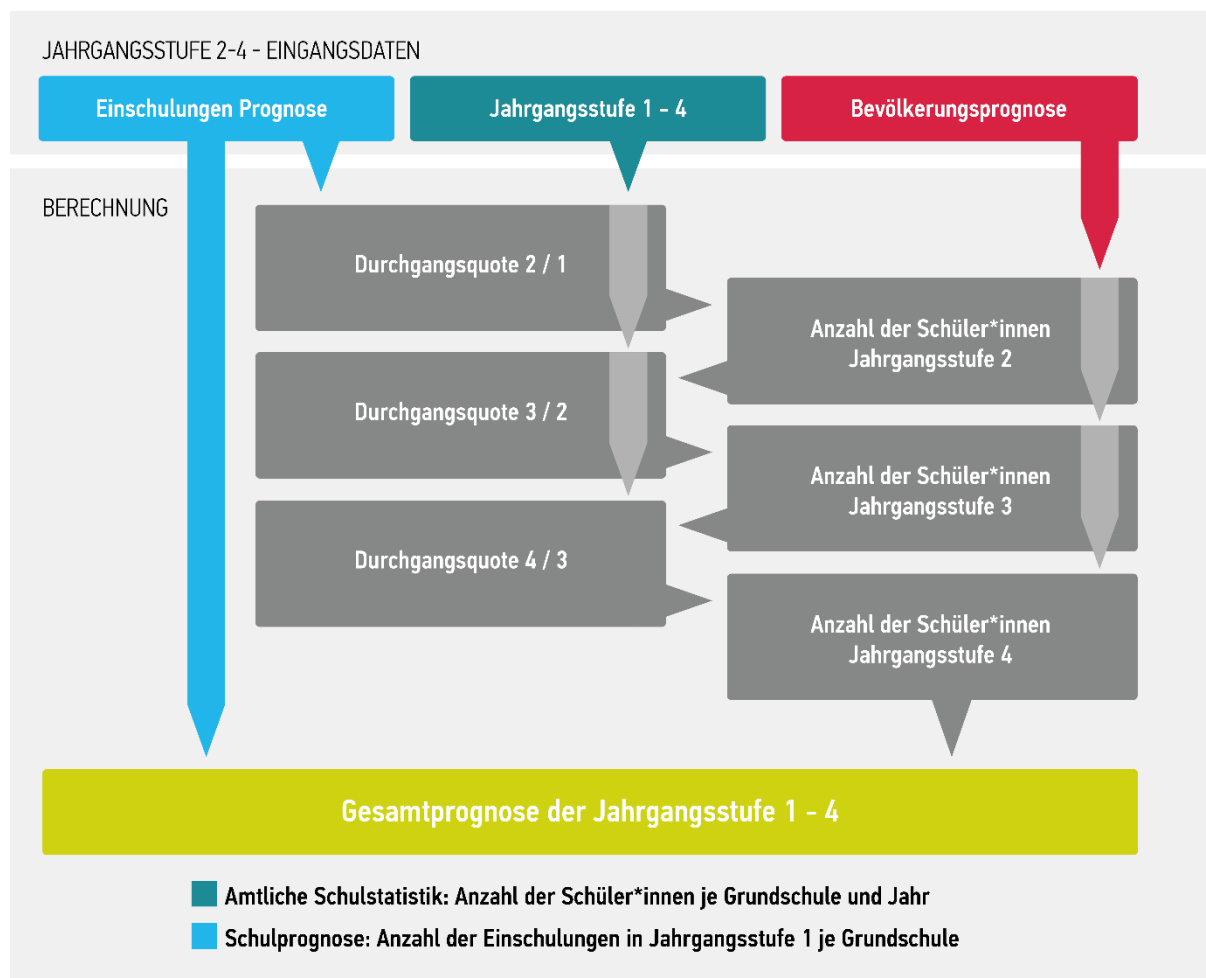 JAHRGANGSSTUFE 2-4 - EINGANGSDATEN
Einschulungen Prognose
Jahrgangsstufe 1 - 4
Bevölkerungsprognose
BERECHNUNG
Durchgangsquote 2 / 1
Anzahl der Schüler*innen
Jahrgangsstufe 2
Durchgangsquote 3 / 2
Anzahl der Schüler*innen
Jahrgangsstufe 3
Durchgangsquote 4 / 3
Anzahl der Schüler*innen
Jahrgangsstufe 4
Gesamtprognose der Jahrgangsstufe 1 - 4
Amtliche Schulstatistik: Anzahl der Schüler*innen je Grundschule und Jahr
Schulprognose: Anzahl der Einschulungen in Jahrgangsstufe 1 je Grundschule